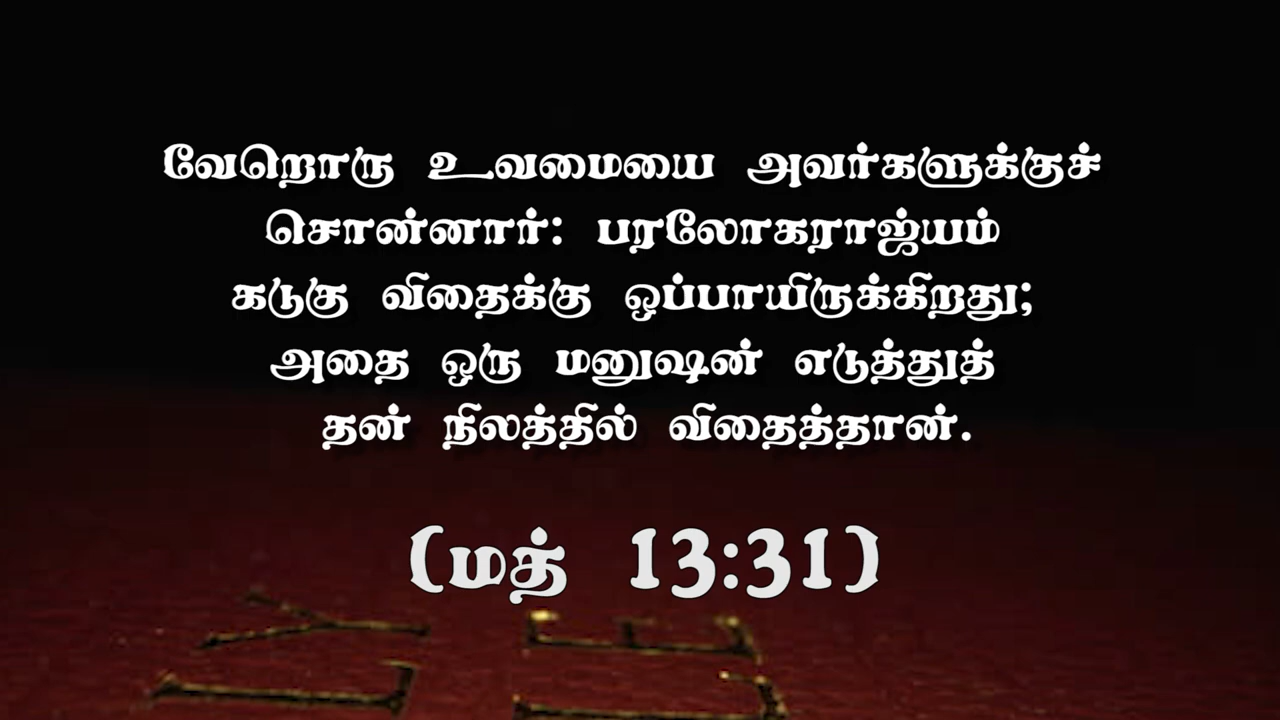 வேறொரு உவமையை அவர்களுக்குச்
சொன்னார்: பரலோகராஜ்யம்
கடுகு விதைக்கு ஒப்பாயிருக்கிறது;
அதை ஒரு மனுஷன் எடுத்துத்
தன் நிலத்தில் விதைத்தான்.
(மத் 13:31)